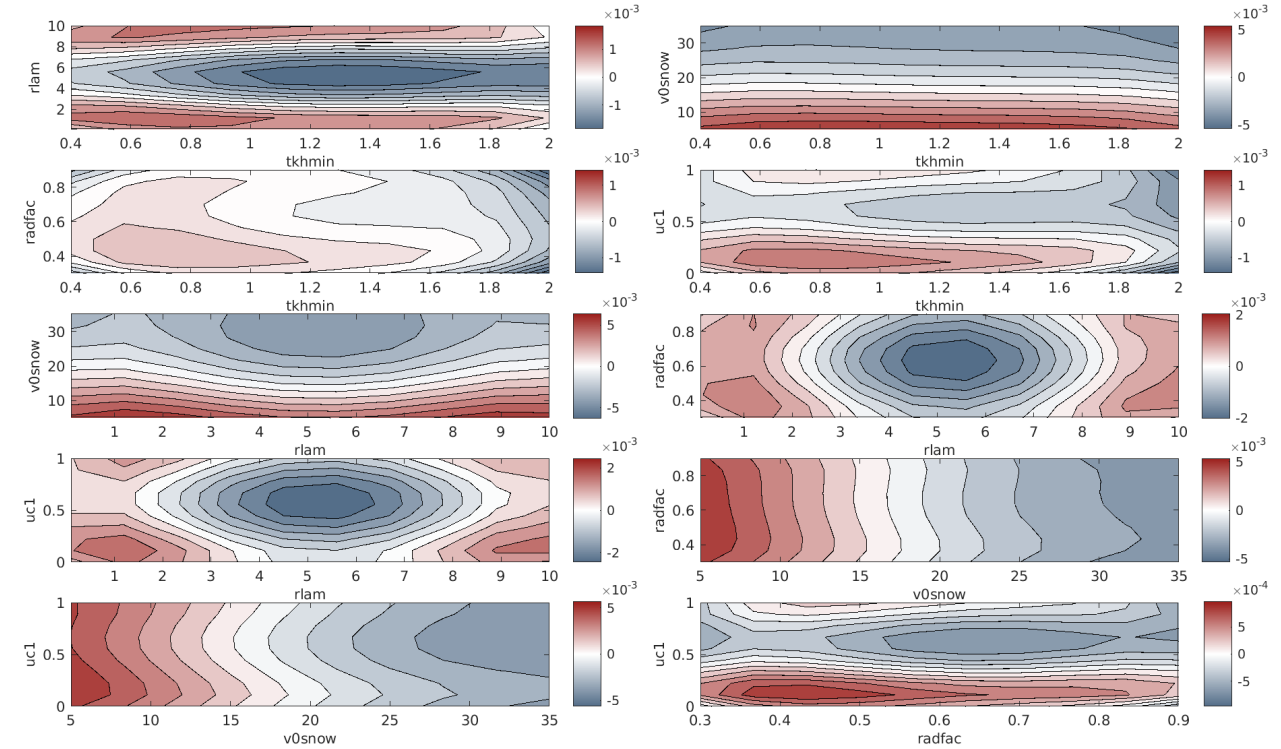 ×10⁻³ ×10⁻³
10 8 6 4 2 rlam 1 0 -1 30 20 10 v0snow 5 0 -5
0.4 0.6 0.8 1 1.2 1.4 1.6 1.8 2 0.4 0.6 0.8 1 1.2 1.4 1.6 1.8 2
tkhmin tkhmin
×10⁻³ ×10⁻³
0.8 0.6 0.4 radfac 1 0 -1 1 0.5 0 uc1 1 0 -1
0.4 0.6 0.8 1 1.2 1.4 1.6 1.8 2 0.4 0.6 0.8 1 1.2 1.4 1.6 1.8 2
tkhmin tkhmin
×10⁻³ ×10⁻³
30 20 10 v0snow 5 0 -5 0.8 0.6 0.4 radfac 2 0 -2
1 2 3 4 5 6 7 8 9 10 1 2 3 4 5 6 7 8 9 10
rlam rlam
×10⁻³ ×10⁻³
1 0.5 0 uc1 2 0 -2 0.8 0.6 0.4 radfac 5 0 -5
1 2 3 4 5 6 7 8 9 10 5 10 15 20 25 30 35
rlam v0snow
×10⁻³ ×10⁻⁴
1 0.5 0 uc1 5 0 -5 1 0.5 0 uc1 5 0 -5
5 10 15 20 25 30 35 0.3 0.4 0.5 0.6 0.7 0.8 0.9
v0snow radfac